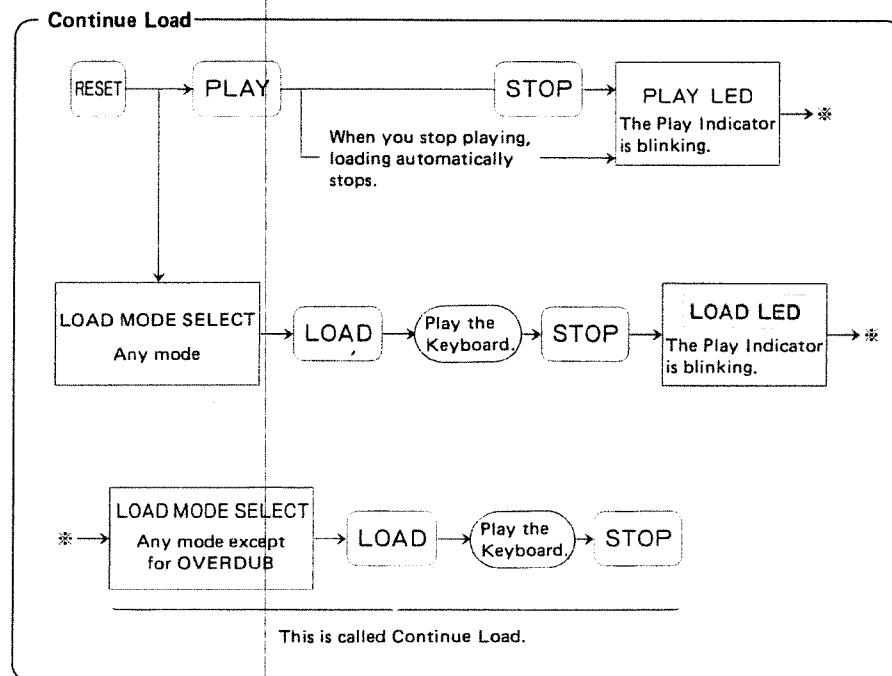 Continue Load
RESET
PLAY
STOP
PLAY LED
The Play Indicator
is blinking.
※
When you stop playing,
loading automatically
stops.
LOAD MODE SELECT
Any mode
LOAD
Play the
Keyboard.
STOP
LOAD LED
The Play Indicator
is blinking.
※
※
LOAD MODE SELECT
Any mode except
for OVERDUB
LOAD
Play the
Keyboard.
STOP
This is called Continue Load.